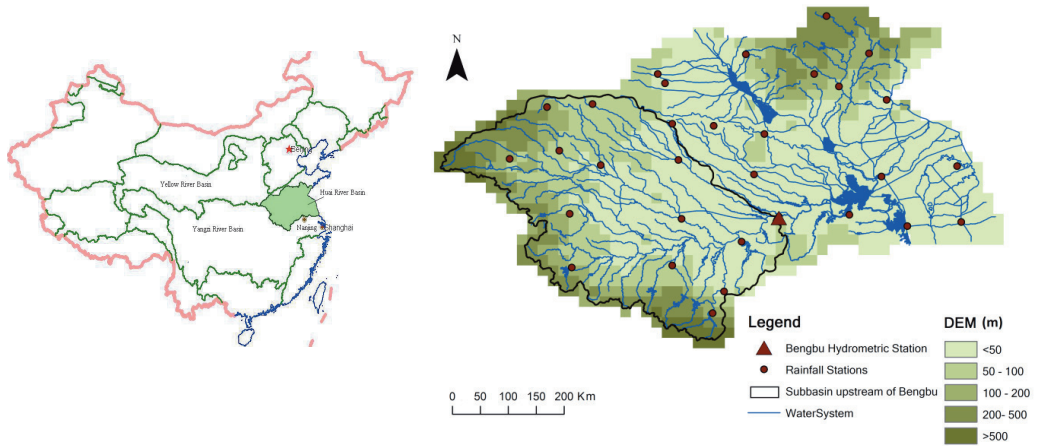 Beijing
Yellow River Basin
Huai River Basin
Yangzi River Basin
Nanjing
Shanghai
N
0 50 100 150 200 Km
Legend
Bengbu Hydrometric Station
Rainfall Stations
Subbasin upstream of Bengbu
WaterSystem
DEM (m)
<50
50 - 100
100 - 200
200- 500
>500